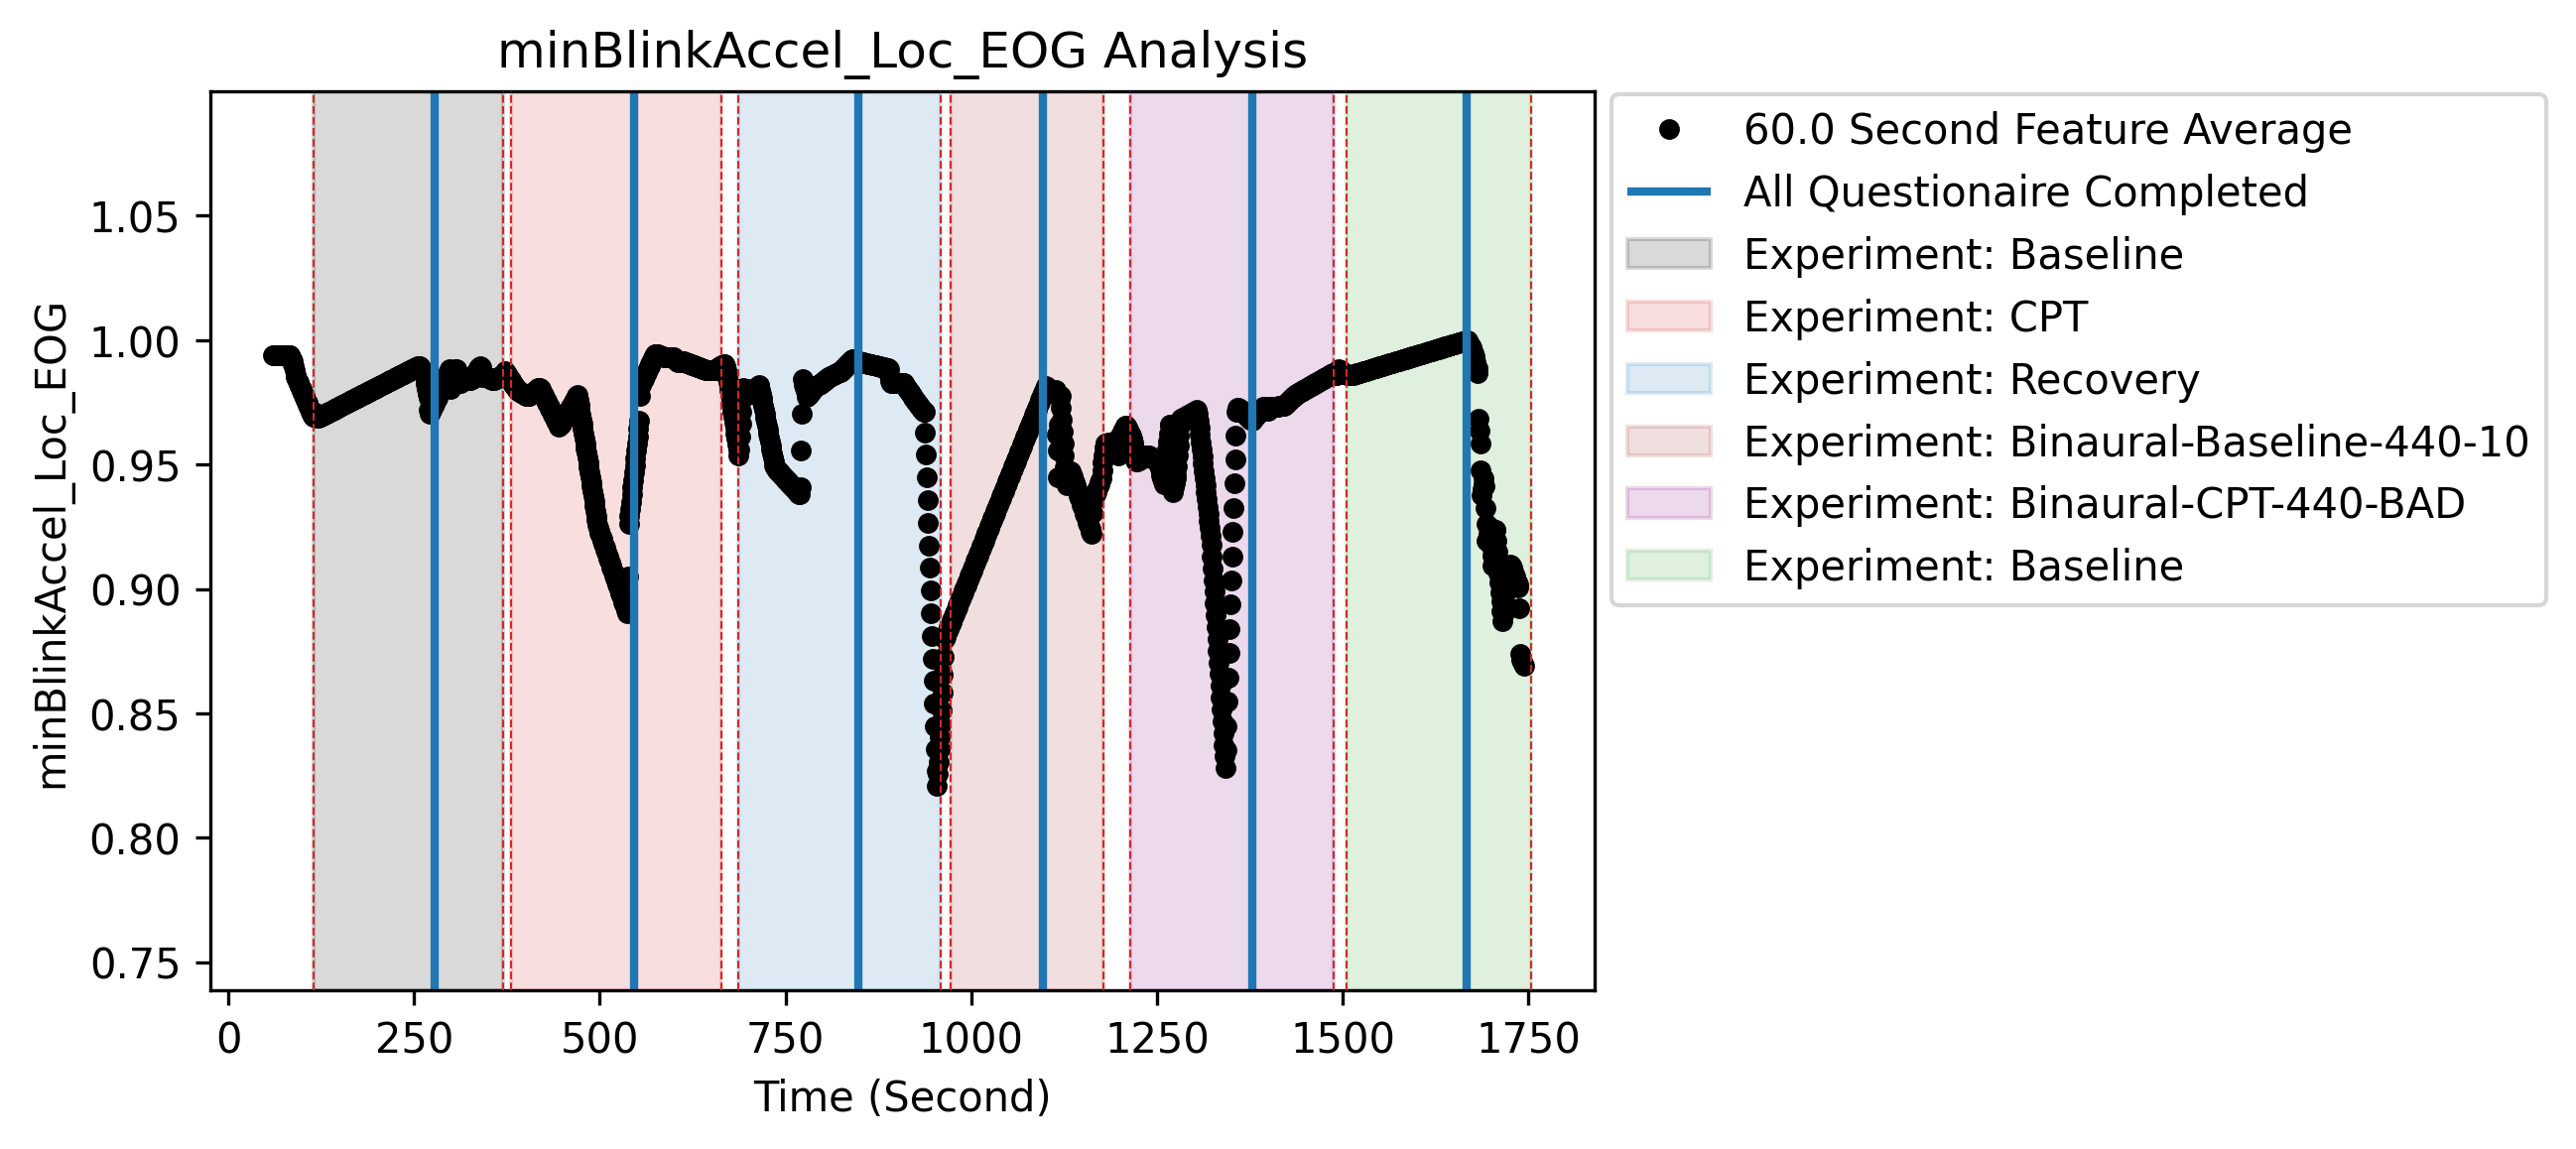 minBlinkAccel_Loc_EOG Analysis
minBlinkAccel_Loc_EOG
1.05
1.00
0.95
0.90
0.85
0.80
0.75
0 250 500 750 1000 1250 1500 1750
Time (Second)
60.0 Second Feature Average
All Questionaire Completed
Experiment: Baseline
Experiment: CPT
Experiment: Recovery
Experiment: Binaural-Baseline-440-10
Experiment: Binaural-CPT-440-BAD
Experiment: Baseline